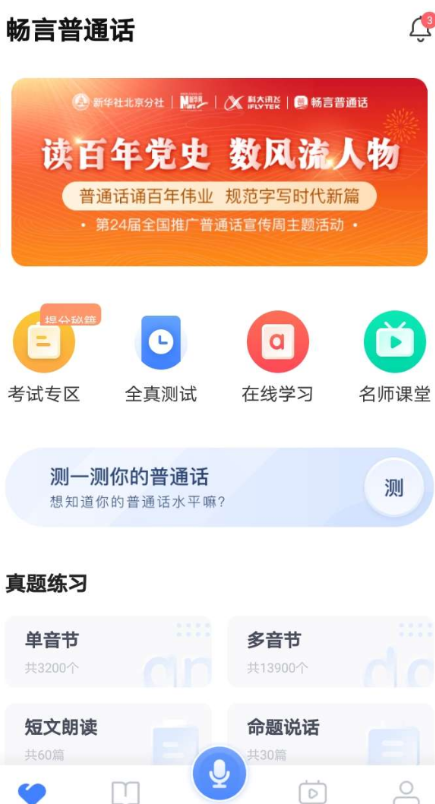 畅言普通话
3
新华社北京分社 | 科大讯飞 iFLYTEK | 畅言普通话
读百年党史 数风流人物
普通话诵百年伟业 规范字写时代新篇
· 第24届全国推广普通话宣传周主题活动 ·
提分秘籍
考试专区 全真测试 在线学习 名师课堂
测一测你的普通话
想知道你的普通话水平嘛?
测
真题练习
单音节 多音节
共3200个 共13900个
短文朗读 命题说话
共60篇 共30篇